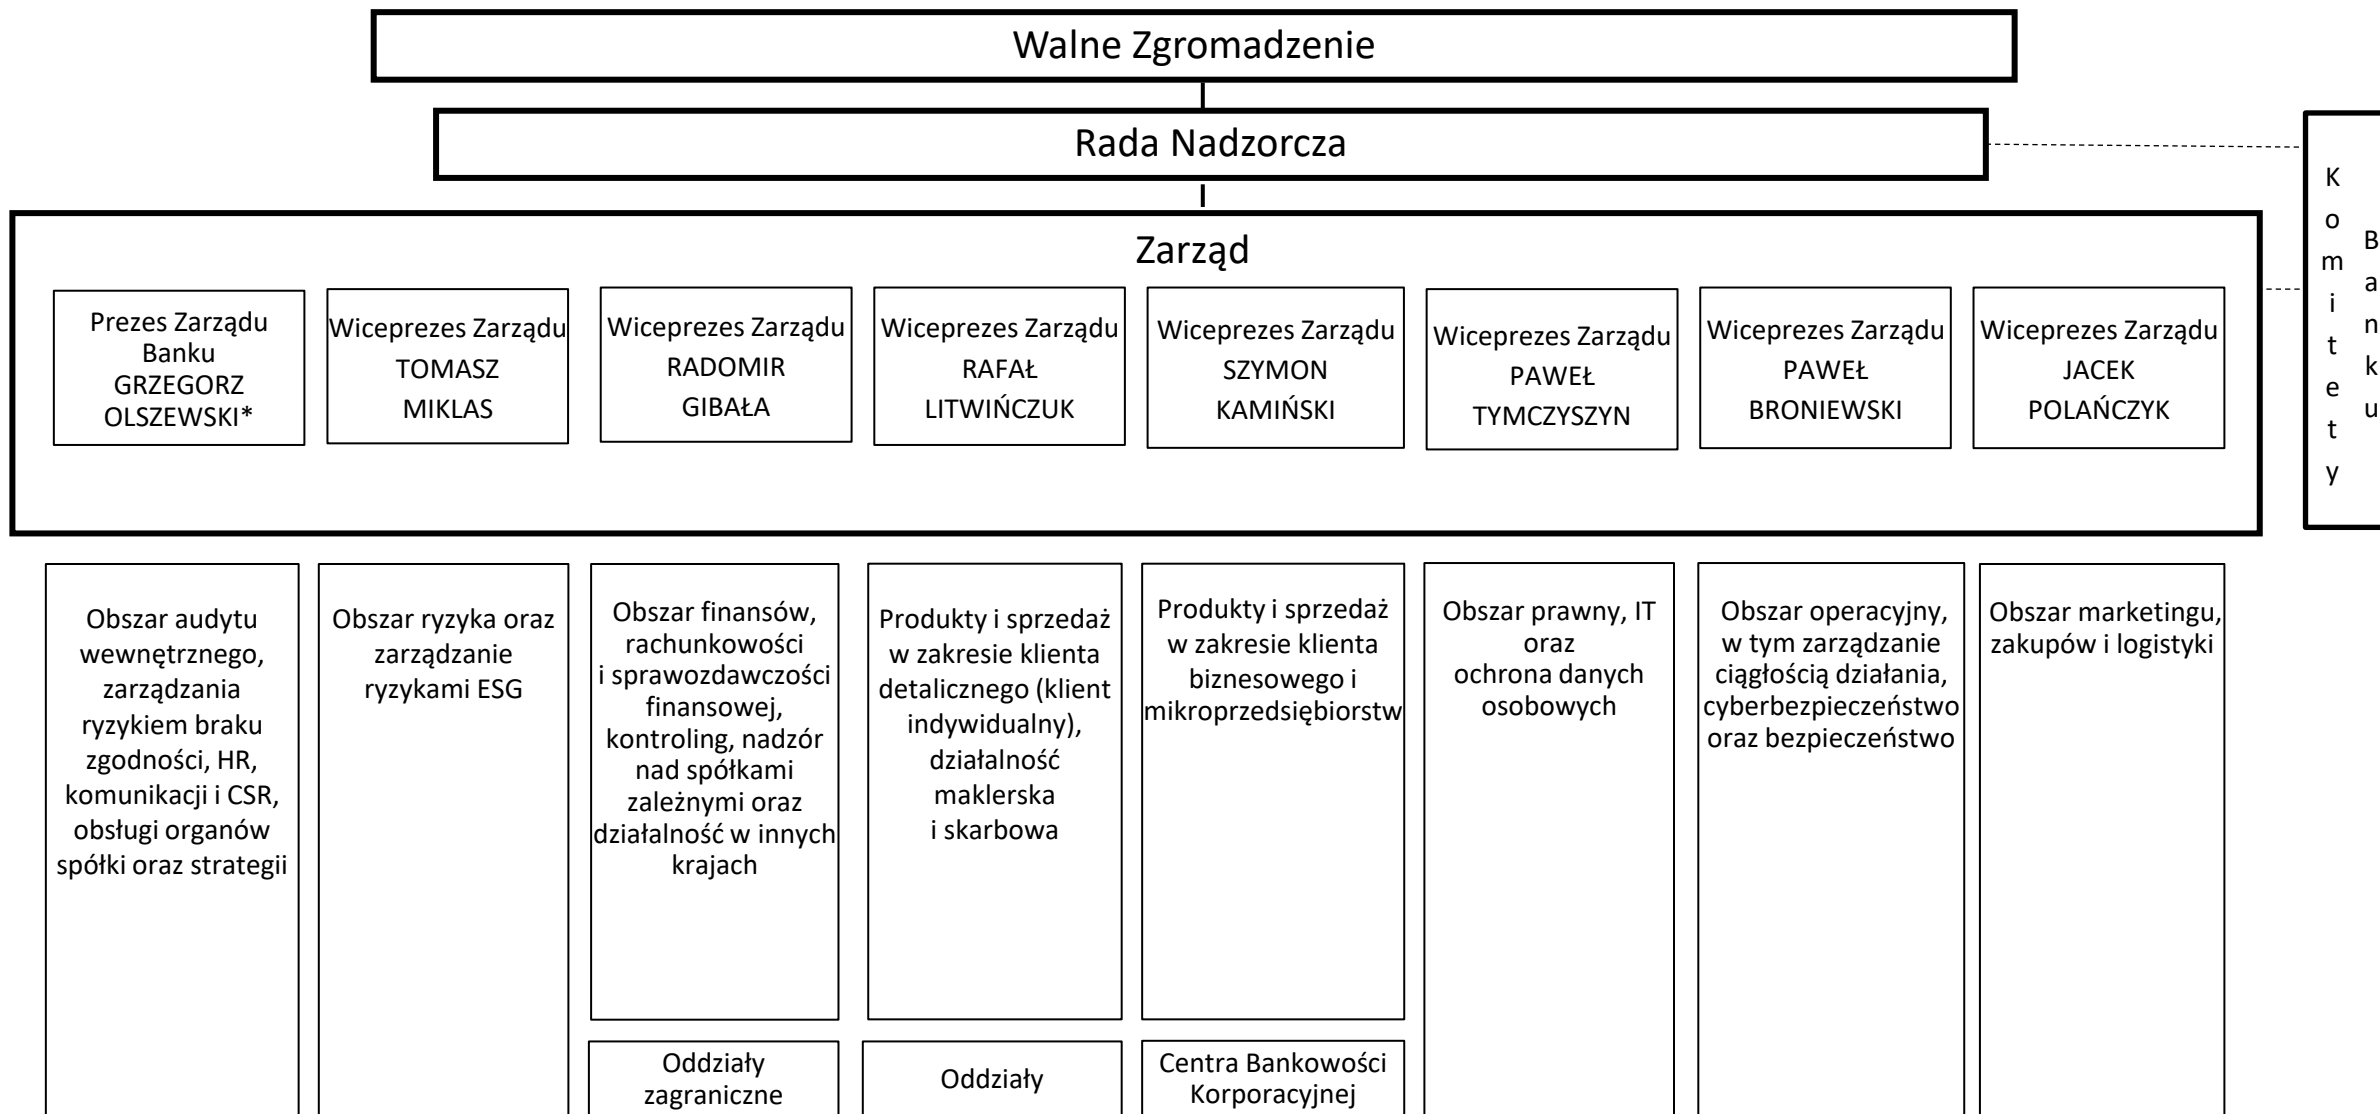 Walne Zgromadzenie
Rada Nadzorcza
Zarząd
Prezes Zarządu
Banku
GRZEGORZ
OLSZEWSKI*
Wiceprezes Zarządu
TOMASZ
MIKLAS
Wiceprezes Zarządu
RADOMIR
GIBAŁA
Wiceprezes Zarządu
RAFAŁ
LITWIŃCZUK
Wiceprezes Zarządu
SZYMON
KAMIŃSKI
Wiceprezes Zarządu
PAWEŁ
TYMCZYSZYN
Wiceprezes Zarządu
PAWEŁ
BRONIEWSKI
Wiceprezes Zarządu
JACEK
POLAŃCZYK
Komitety
Banku
Obszar audytu
wewnętrznego,
zarządzania
ryzykiem braku
zgodności, HR,
komunikacji i CSR,
obsługi organów
spółki oraz strategii
Obszar ryzyka oraz
zarządzanie
ryzykami ESG
Obszar finansów,
rachunkowości
i sprawozdawczości
finansowej,
kontroling, nadzór
nad spółkami
zależnymi oraz
działalność w innych
krajach
Produkty i sprzedaż
w zakresie klienta
detalicznego (klient
indywidualny),
działalność
maklerska
i skarbowa
Produkty i sprzedaż
w zakresie klienta
biznesowego i
mikroprzedsiębiorstw
Obszar prawny, IT
oraz
ochrona danych
osobowych
Obszar operacyjny,
w tym zarządzanie
ciągłością działania,
cyberbezpieczeństwo
oraz bezpieczeństwo
Obszar marketingu,
zakupów i logistyki
Oddziały
zagraniczne
Oddziały
Centra Bankowości
Korporacyjnej